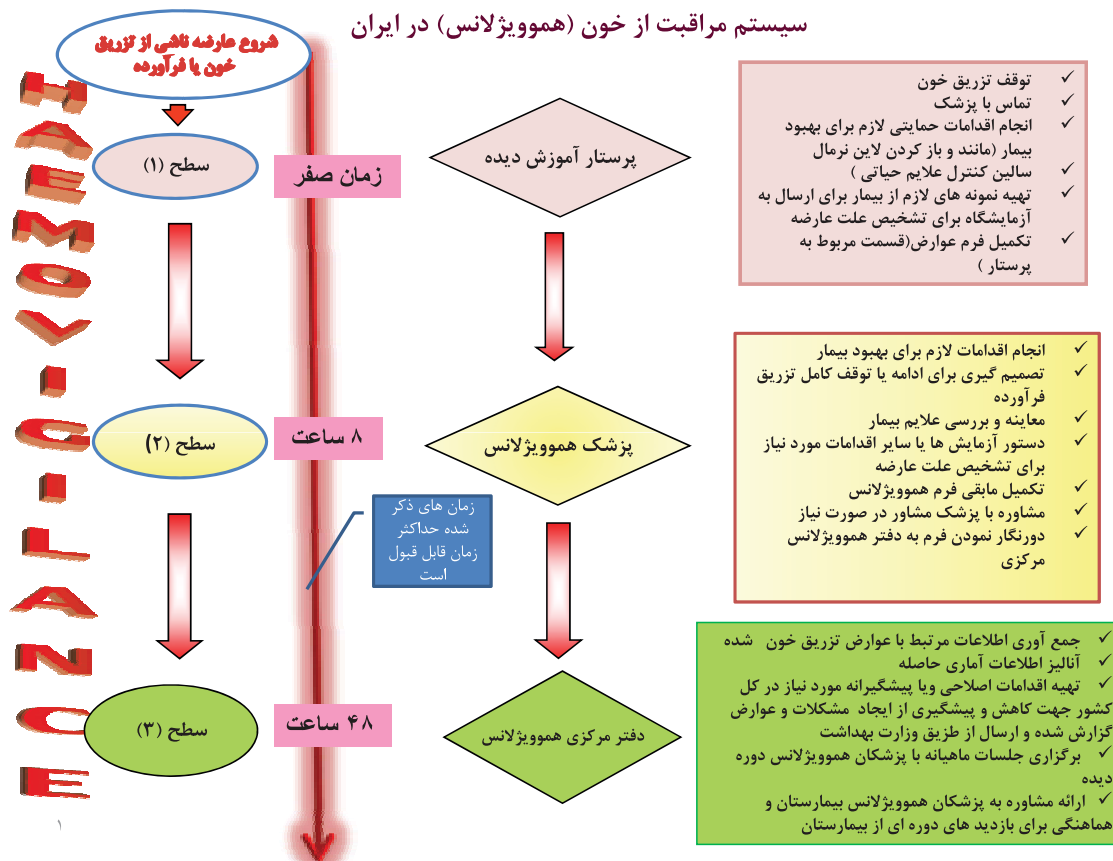 سیستم مراقبت از خون (هموویژلانس) در ایران
شروع عارضه ناشی از تزریق
خون یا فرآورده
HAEMOVIGILANCE
سطح (۱)
زمان صفر
پرستار آموزش دیده
✓ توقف تزریق خون
✓ تماس با پزشک
✓ انجام اقدامات حمایتی لازم برای بهبود
بیمار (مانند و باز کردن لاین نرمال
✓ سالین کنترل علایم حیاتی )
✓ تهیه نمونه های لازم از بیمار برای ارسال به
آزمایشگاه برای تشخیص علت عارضه
✓ تکمیل فرم عوارض(قسمت مربوط به
پرستار )
سطح (۲)
۸ ساعت
پزشک هموویژلانس
✓ انجام اقدامات لازم برای بهبود بیمار
✓ تصمیم گیری برای ادامه یا توقف کامل تزریق
فرآورده
✓ معاینه و بررسی علایم بیمار
✓ دستور آزمایش ها یا سایر اقدامات مورد نیاز
برای تشخیص علت عارضه
✓ تکمیل مابقی فرم هموویژلانس
✓ مشاوره با پزشک مشاور در صورت نیاز
✓ دورنگار نمودن فرم به دفتر هموویژلانس
مرکزی
زمان های ذکر
شده حداکثر
زمان قابل قبول
است
سطح (۳)
۴۸ ساعت
دفتر مرکزی هموویژلانس
✓ جمع آوری اطلاعات مرتبط با عوارض تزریق خون شده
✓ آنالیز اطلاعات آماری حاصله
✓ تهیه اقدامات اصلاحی ویا پیشگیرانه مورد نیاز در کل
کشور جهت کاهش و پیشگیری از ایجاد مشکلات و عوارض
گزارش شده و ارسال از طزیق وزارت بهداشت
✓ برگزاری جلسات ماهیانه با پزشکان هموویژلانس دوره
دیده
✓ ارائه مشاوره به پزشکان هموویژلانس بیمارستان و
هماهنگی برای بازدید های دوره ای از بیمارستان
۱